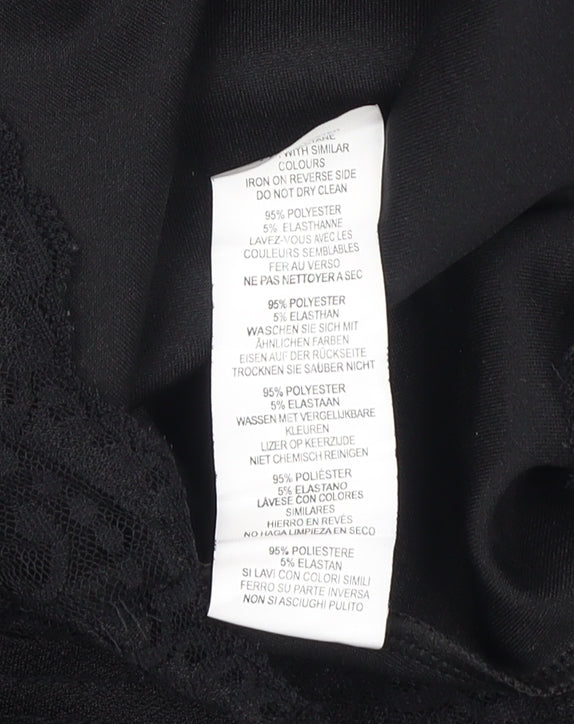 WITH SIMILAR
COLOURS
IRON ON REVERSE SIDE
DO NOT DRY CLEAN
95% POLYESTER
5% ELASTHANNE
LAVEZ-VOUS AVEC LES
COULEURS SEMBLABLES
FER AU VERSO
NE PAS NETTOYER A SEC
95% POLYESTER
5% ELASTHAN
WASCHEN SIE SICH MIT
ÄHNLICHEN FARBEN
EISEN AUF DER RÜCKSEITE
TROCKNEN SIE SAUBER NICHT
95% POLYESTER
5% ELASTAAN
WASSEN MET VERGELIJKBARE
KLEUREN
LIZER OP KEERZIJDE
NIET CHEMISCH REINIGEN
95% POLIÉSTER
5% ELASTANO
LÁVESE CON COLORES
SIMILARES
HIERRO EN REVÉS
NO HAGA LIMPIEZA EN SECO
95% POLIESTERE
5% ELASTAN
SI LAVI CON COLORI SIMILI
FERRO SU PARTE INVERSA
NON SI ASCIUGHI PULITO